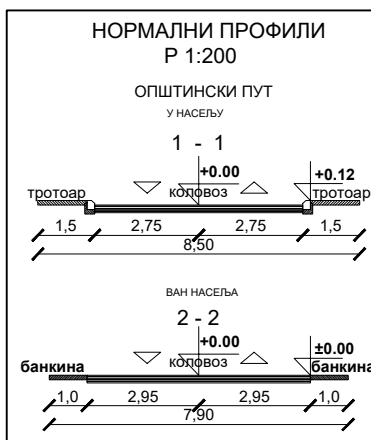 НОРМАЛНИ ПРОФИЛИ
Р 1:200
ОПШТИНСКИ ПУТ
У НАСЕЉУ
1 - 1
+0.00 +0.12
тротоар коловоз тротоар
1,5 2,75 2,75 1,5
8,50
ВАН НАСЕЉА
2 - 2
+0.00 ±0.00
банкина коловоз банкина
1,0 2,95 2,95 1,0
7,90